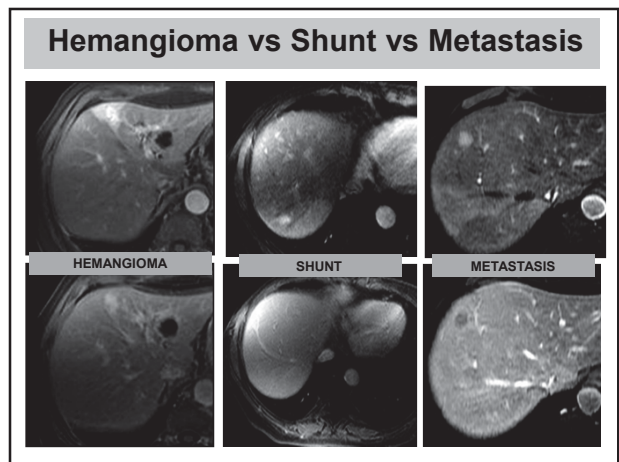 Hemangioma vs Shunt vs Metastasis
HEMANGIOMA
SHUNT
METASTASIS